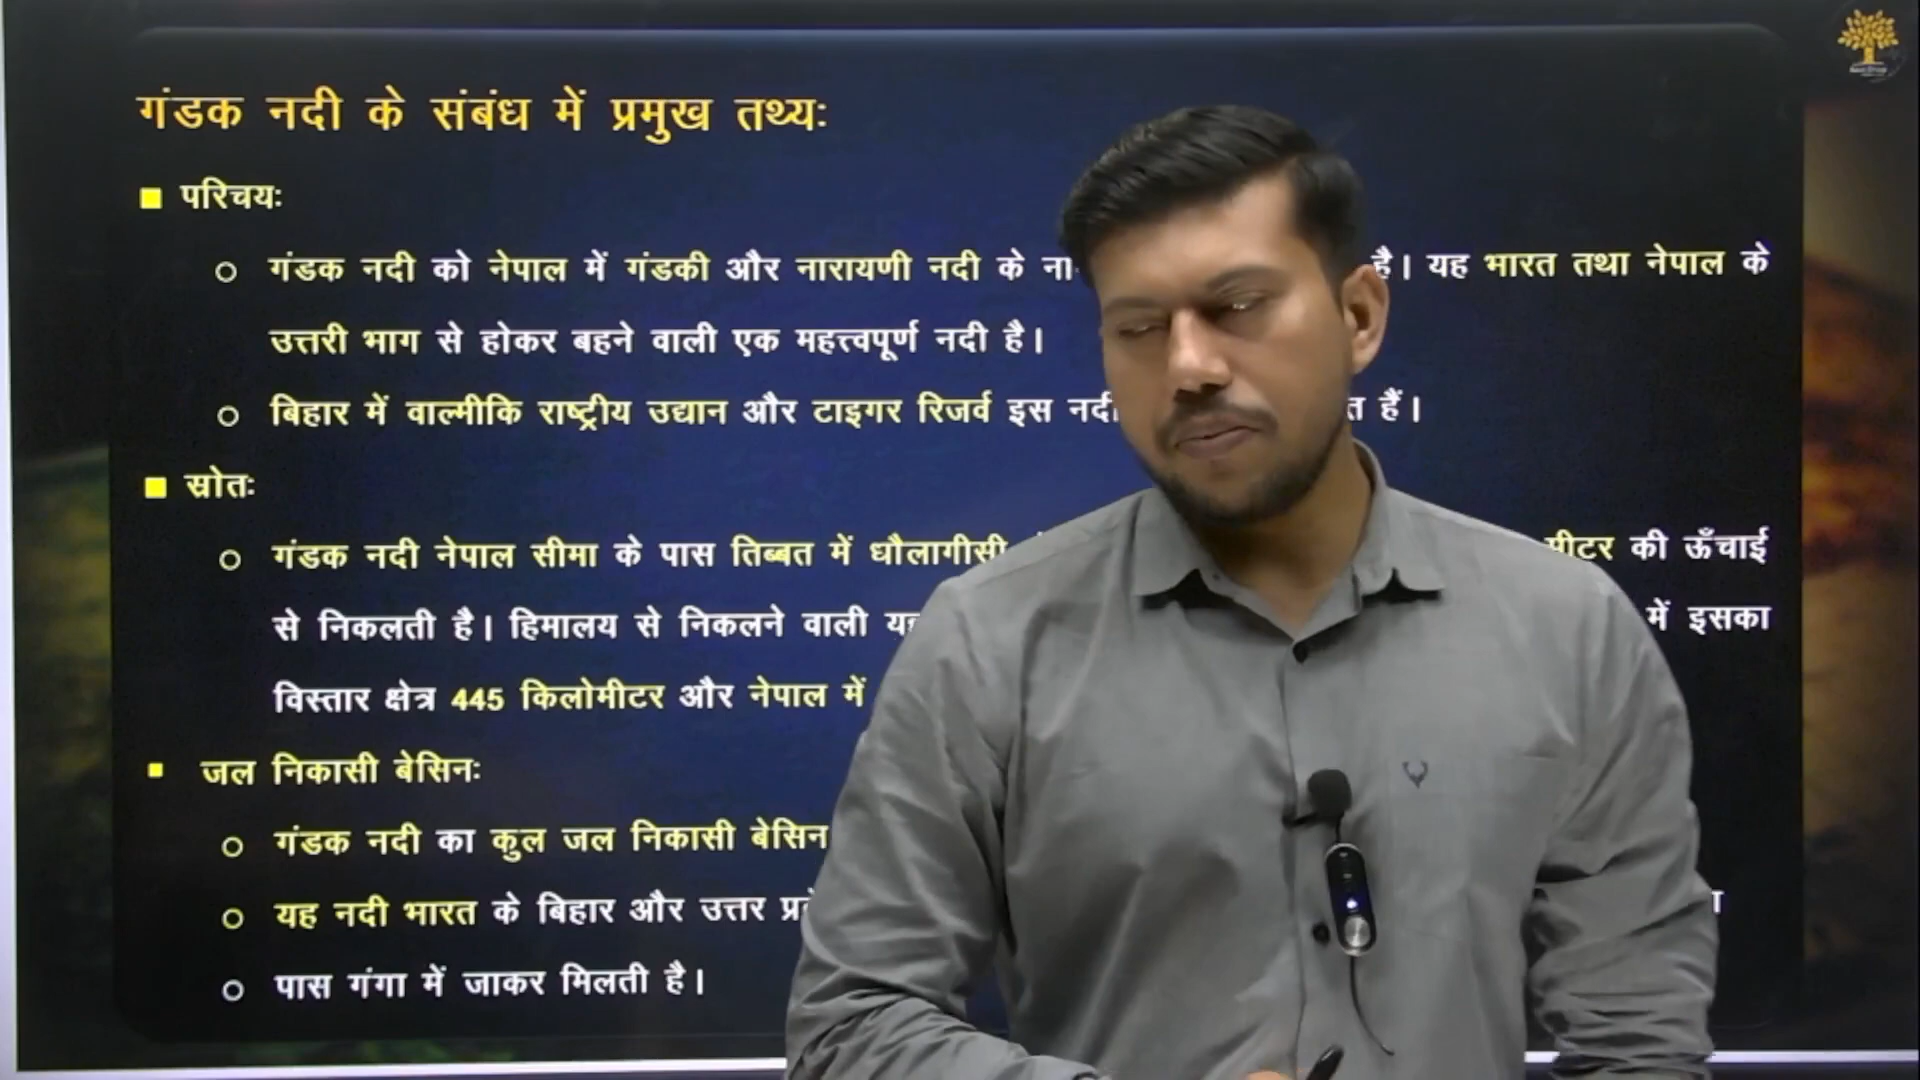 गंडक नदी के संबंध में प्रमुख तथ्यः
परिचयः
गंडक नदी को नेपाल में गंडकी और नारायणी नदी के है। यह भारत तथा नेपाल के
उत्तरी भाग से होकर बहने वाली एक महत्त्वपूर्ण नदी है।
बिहार में वाल्मीकि राष्ट्रीय उद्यान और टाइगर रिजर्व इस नदी हैं।
स्रोतः
गंडक नदी नेपाल सीमा के पास तिब्बत में धौलागीसी मीटर की ऊँचाई
से निकलती है। हिमालय से निकलने वाली में इसका
विस्तार क्षेत्र 445 किलोमीटर और नेपाल में
जल निकासी बेसिनः
गंडक नदी का कुल जल निकासी बेसिन
यह नदी भारत के बिहार और उत्तर
पास गंगा में जाकर मिलती है।